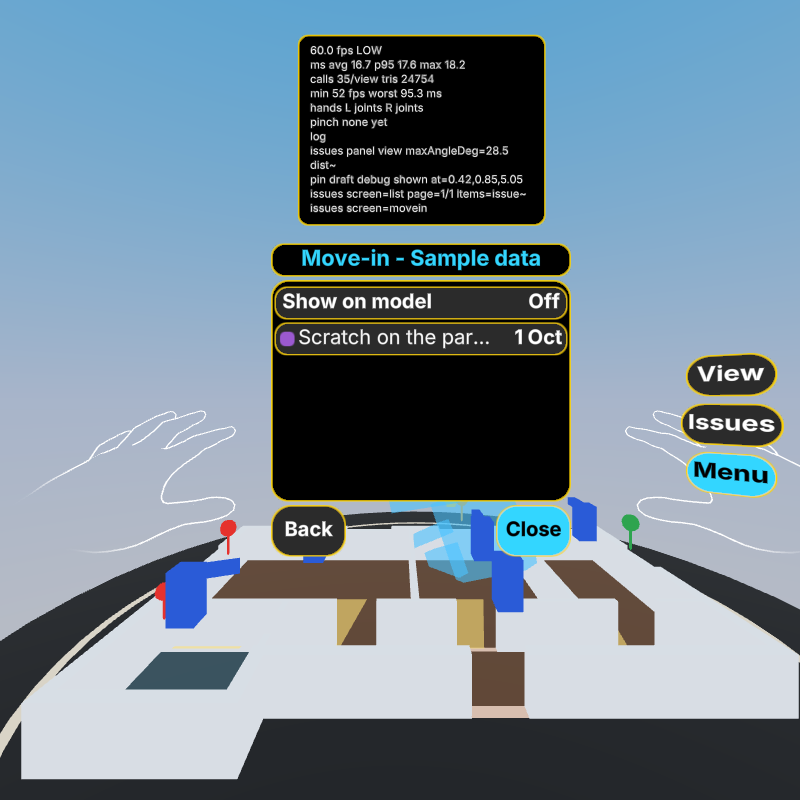 60.0 fps LOW
ms avg 16.7 p95 17.6 max 18.2
calls 35/view tris 24754
min 52 fps worst 95.3 ms
hands L joints R joints
pinch none yet
log
issues panel view maxAngleDeg=28.5
dist~
pin draft debug shown at=0.42,0.85,5.05
issues screen=list page=1/1 items=issue~
issues screen=movein
Move-in - Sample data
Show on model Off
Scratch on the par... 1 Oct
View
Issues
Menu
Back
Close